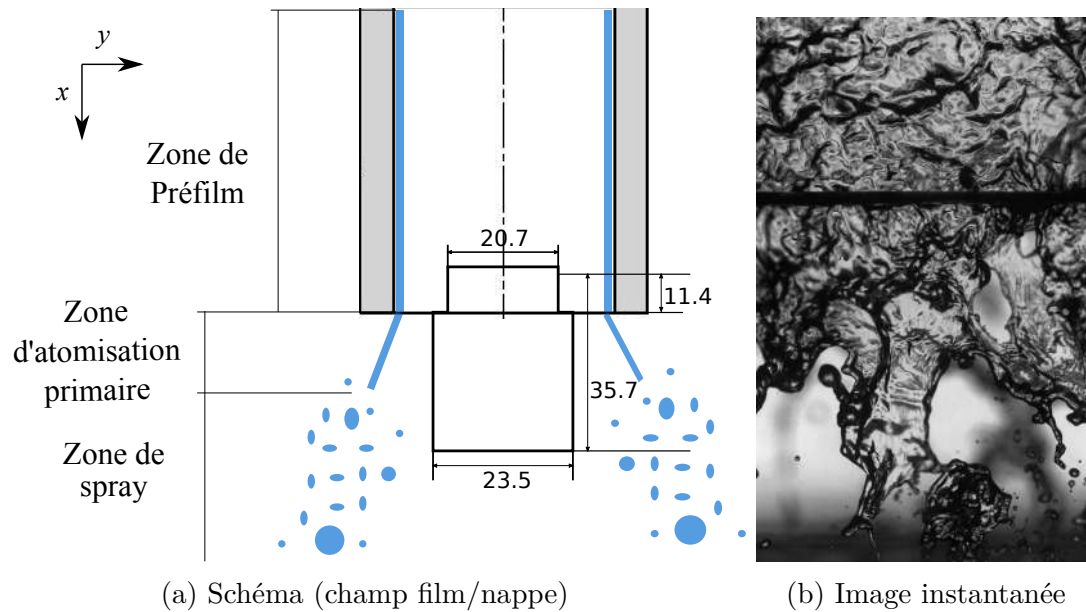 y
x
Zone de
Préfilm
20.7
11.4
Zone
d'atomisation
primaire
35.7
Zone de
spray
23.5
(a) Schéma (champ film/nappe)
(b) Image instantanée